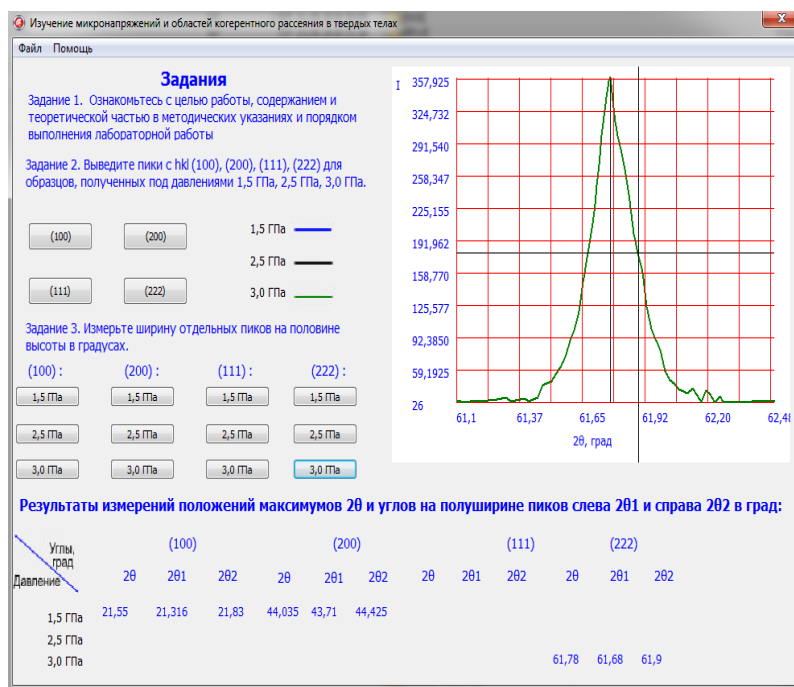 Изучение микронапряжений и областей когерентного рассеяния в твердых телах
Файл Помощь
Задания
Задание 1. Ознакомьтесь с целью работы, содержанием и
теоретической частью в методических указаниях и порядком
выполнения лабораторной работы
Задание 2. Выведите пики с hkl (100), (200), (111), (222) для
образцов, полученных под давлениями 1,5 ГПа, 2,5 ГПа, 3,0 ГПа.
(100) (200) 1,5 ГПа
2,5 ГПа
(111) (222) 3,0 ГПа
Задание 3. Измерьте ширину отдельных пиков на половине
высоты в градусах.
(100) : (200) : (111) : (222) :
1,5 ГПа 1,5 ГПа 1,5 ГПа 1,5 ГПа
2,5 ГПа 2,5 ГПа 2,5 ГПа 2,5 ГПа
3,0 ГПа 3,0 ГПа 3,0 ГПа 3,0 ГПа
I 357,925
324,732
291,540
258,347
225,155
191,962
158,770
125,577
92,3850
59,1925
26
61,1 61,37 61,65 61,92 62,20
2θ, град
Результаты измерений положений максимумов 2θ и углов на полуширине пиков слева 2θ1 и справа 2θ2 в град:
Углы, град (100) (200) (111) (222)
Давление 2θ 2θ1 2θ2 2θ 2θ1 2θ2 2θ 2θ1 2θ2 2θ 2θ1 2θ2
1,5 ГПа 21,55 21,316 21,83 44,035 43,71 44,425
2,5 ГПа
3,0 ГПа 61,78 61,68 61,9